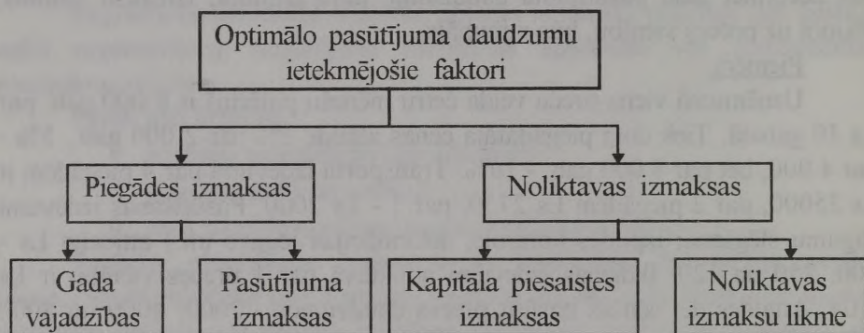 Optimālo pasūtījuma daudzumu
ietekmējošie faktori
Piegādes izmaksas
Noliktavas izmaksas
Gada
vajadzības
Pasūtījuma
izmaksas
Kapitāla piesaistes
izmaksas
Noliktavas
izmaksu likme